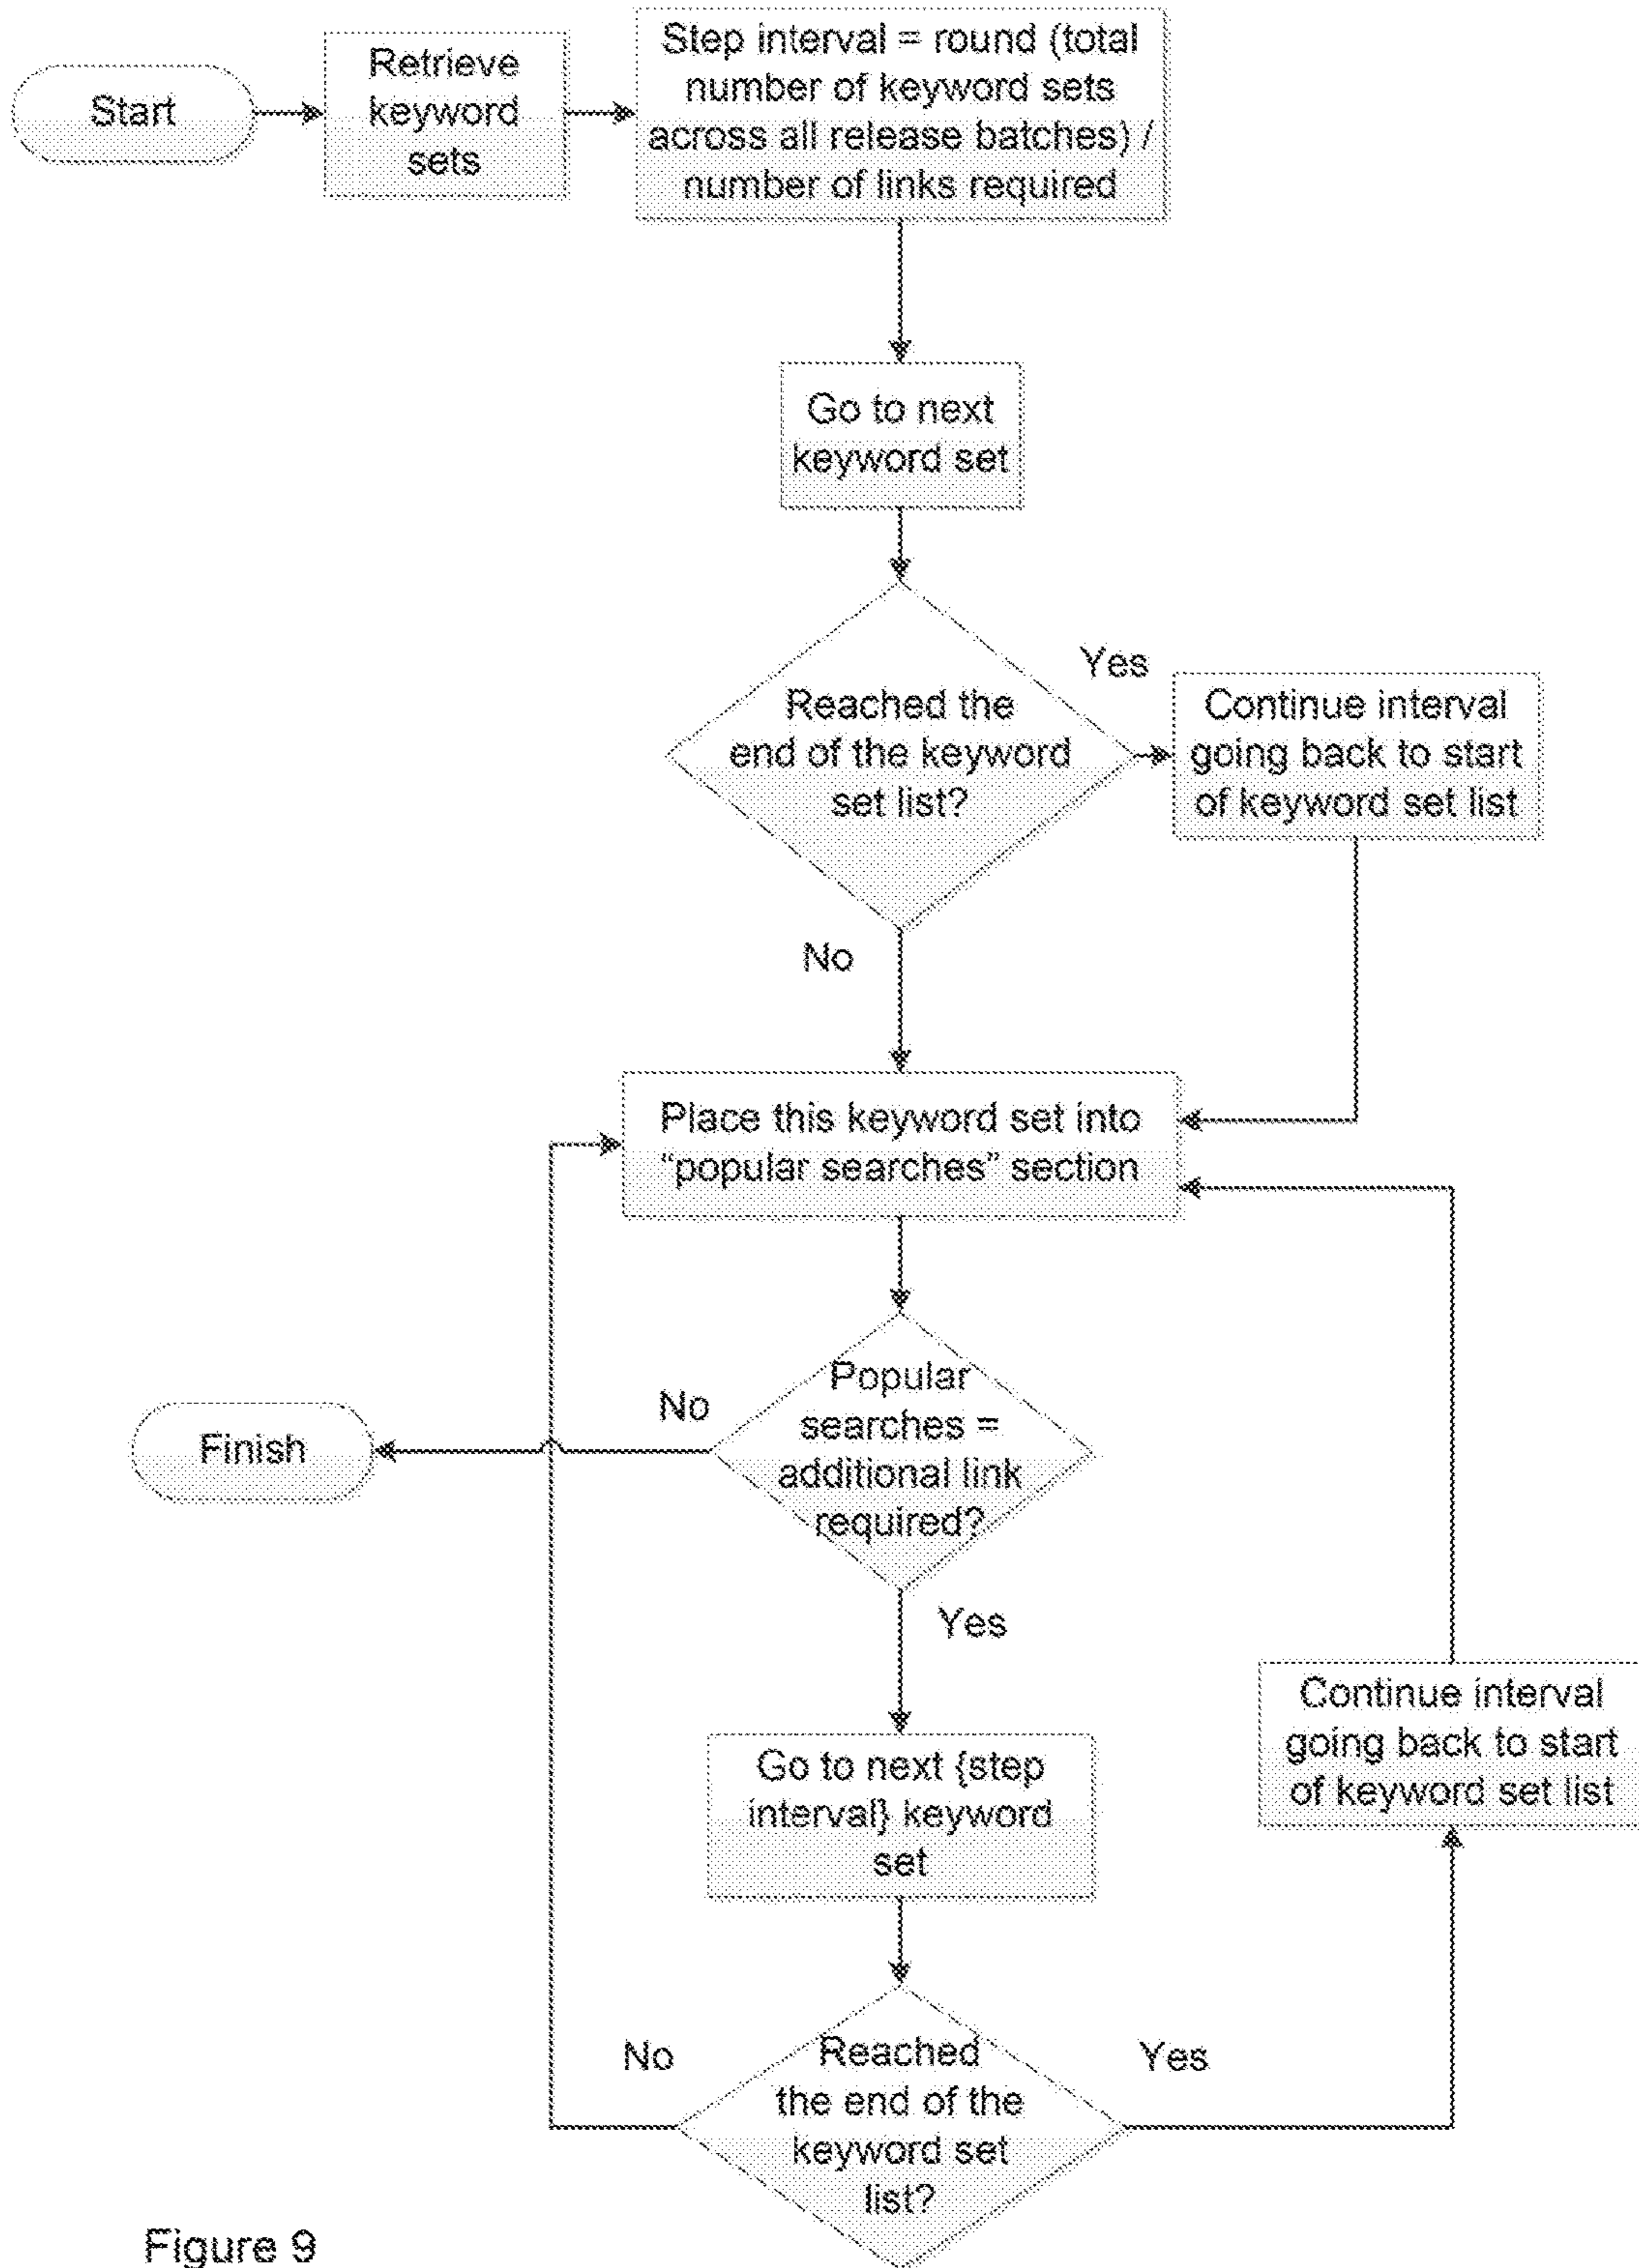 Start
Retrieve
keyword
sets
Step interval = round (total
number of keyword sets
across all release batches) /
number of links required
Go to next
keyword set
Reached the
end of the keyword
set list?
Yes
Continue interval
going back to start
of keyword set list
No
Place this keyword set into
“popular searches” section
Popular
searches =
additional link
required?
No
Finish
Yes
Go to next {step
interval} keyword
set
Continue interval
going back to start
of keyword set list
Reached
the end of the
keyword set
list?
No
Yes
Figure 9